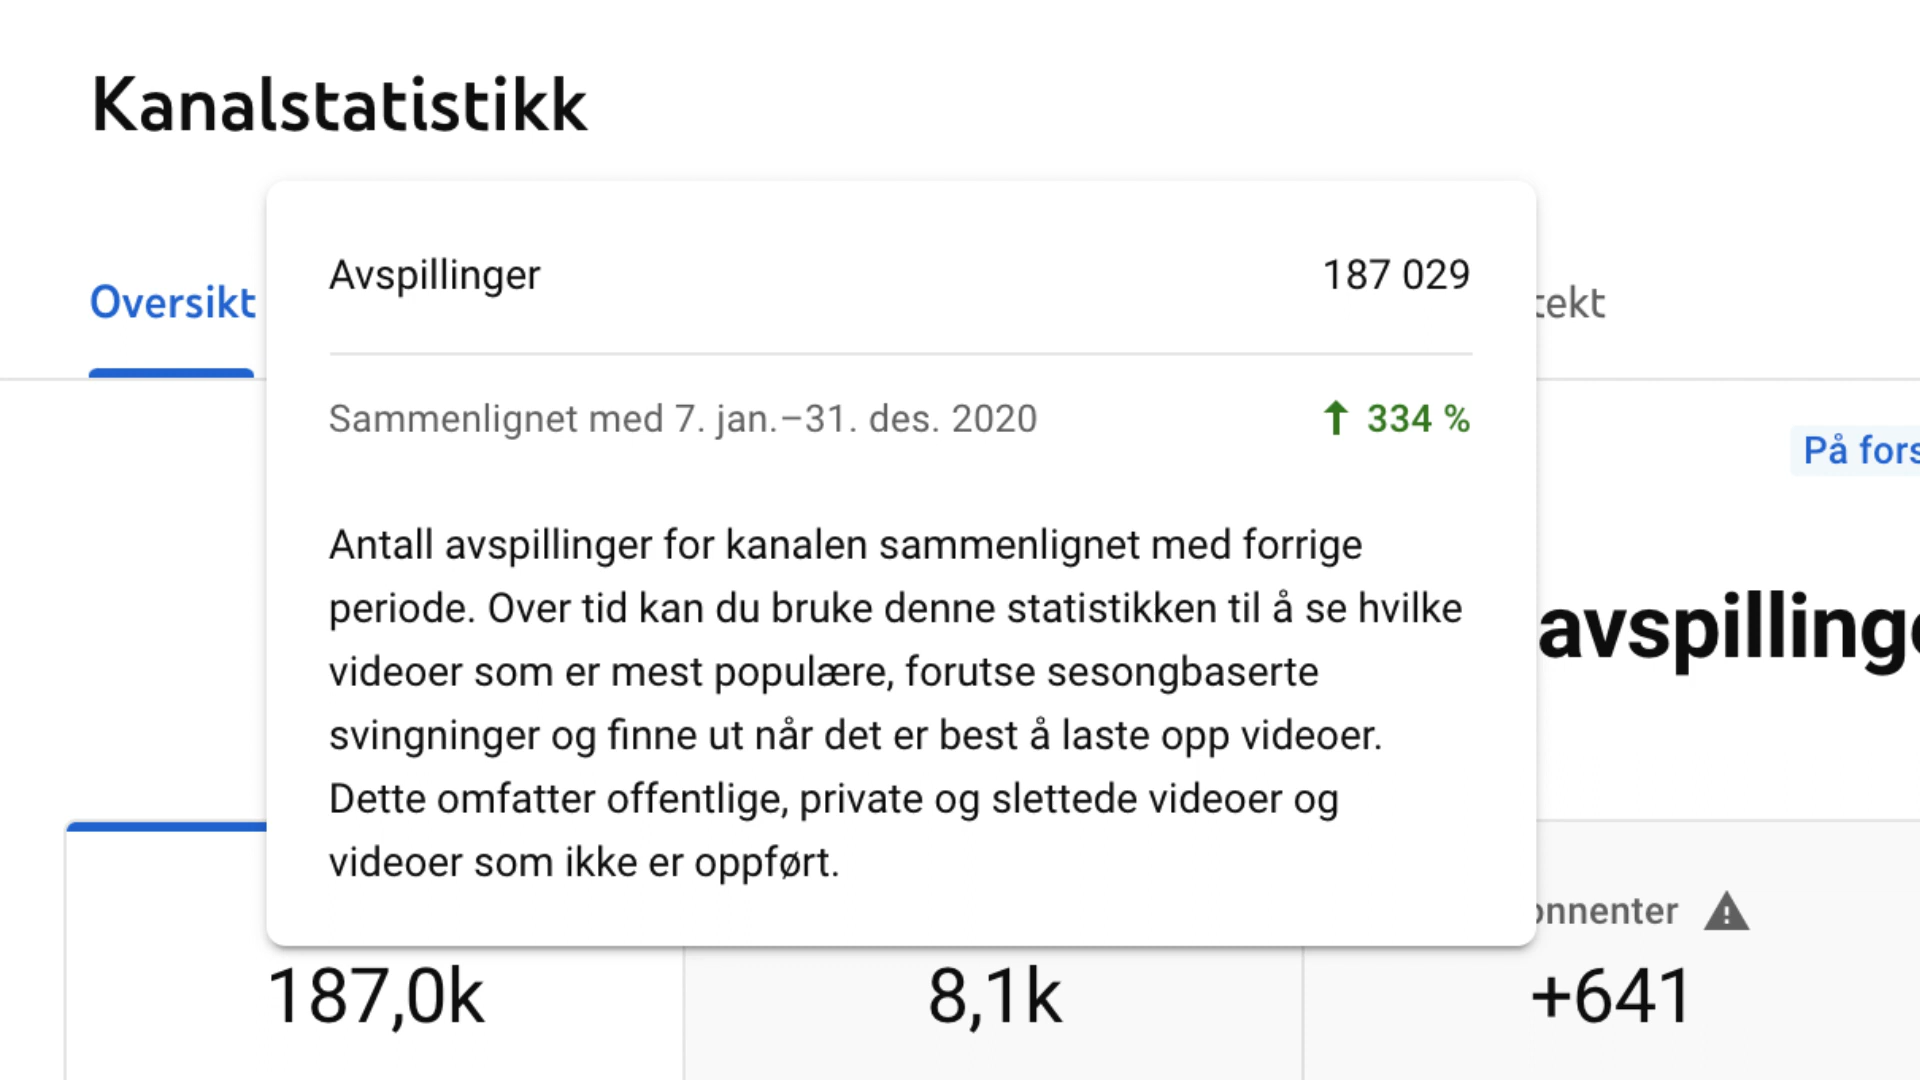 Kanalstatistikk
Avspillinger 187 029
Oversikt
Sammenlignet med 7. jan.–31. des. 2020 334 %
På
Antall avspillinger for kanalen sammenlignet med forrige
periode. Over tid kan du bruke denne statistikken til å se hvilke
videoer som er mest populære, forutse sesongbaserte
svingninger og finne ut når det er best å laste opp videoer.
Dette omfatter offentlige, private og slettede videoer og
videoer som ikke er oppført.
187,0k
8,1k
+641